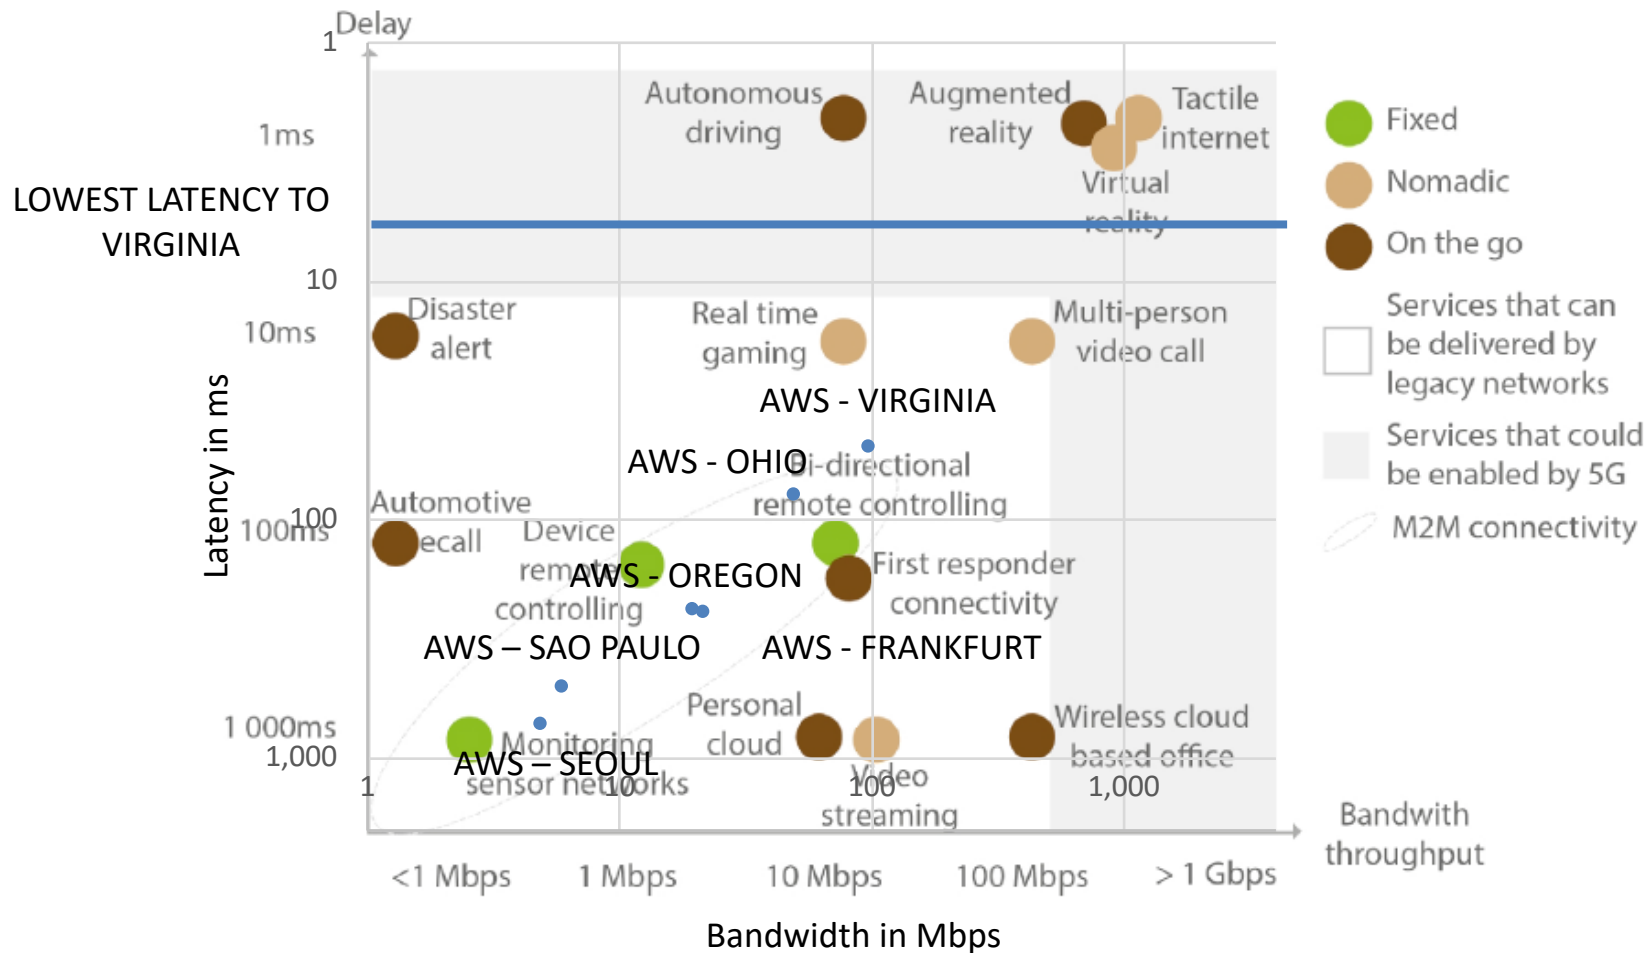 Delay
1
Autonomous
driving
Augmented
reality
Tactile
internet
Fixed
1ms
Nomadic
Virtual
reality
LOWEST LATENCY TO
VIRGINIA
On the go
10
Disaster
alert
Real time
gaming
Multi-person
video call
10ms
Services that can
be delivered by
legacy networks
AWS - VIRGINIA
Latency in ms
AWS - OHIO
Bi-directional
remote controlling
Services that could
be enabled by 5G
Automotive
ecall
100
100ms
Device
remote
controlling
M2M connectivity
AWS - OREGON
First responder
connectivity
AWS – SAO PAULO
AWS - FRANKFURT
Personal
cloud
Wireless cloud
based office
1 000ms
1,000
Monitoring
sensor networks
AWS – SEOUL
Video
streaming
1
10
100
1,000
Bandwith
throughput
<1 Mbps
1 Mbps
10 Mbps
100 Mbps
> 1 Gbps
Bandwidth in Mbps